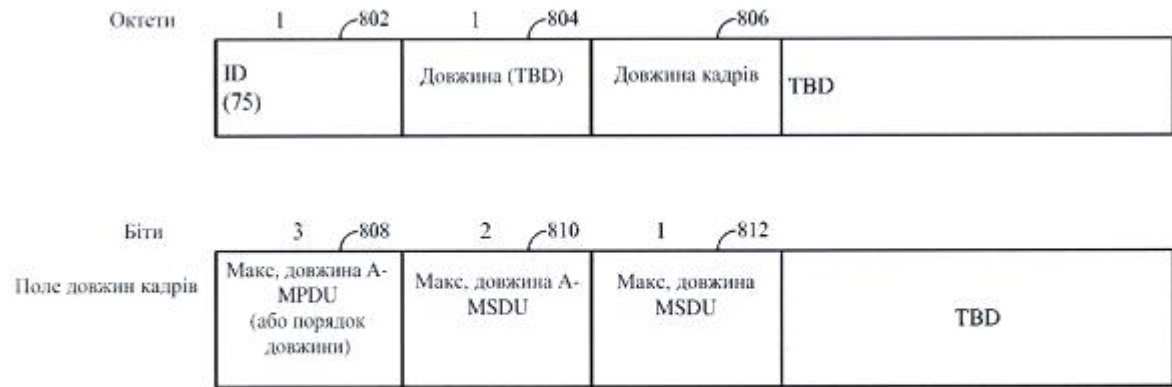 Октети 1 802 1 804 806
ID
(75)
Довжина (TBD)
Довжина кадрів
TBD
Біти 3 808 2 810 1 812
Поле довжин кадрів
Макс, довжина A-
MPDU
(або порядок
довжини)
Макс, довжина A-
MSDU
Макс, довжина
MSDU
TBD